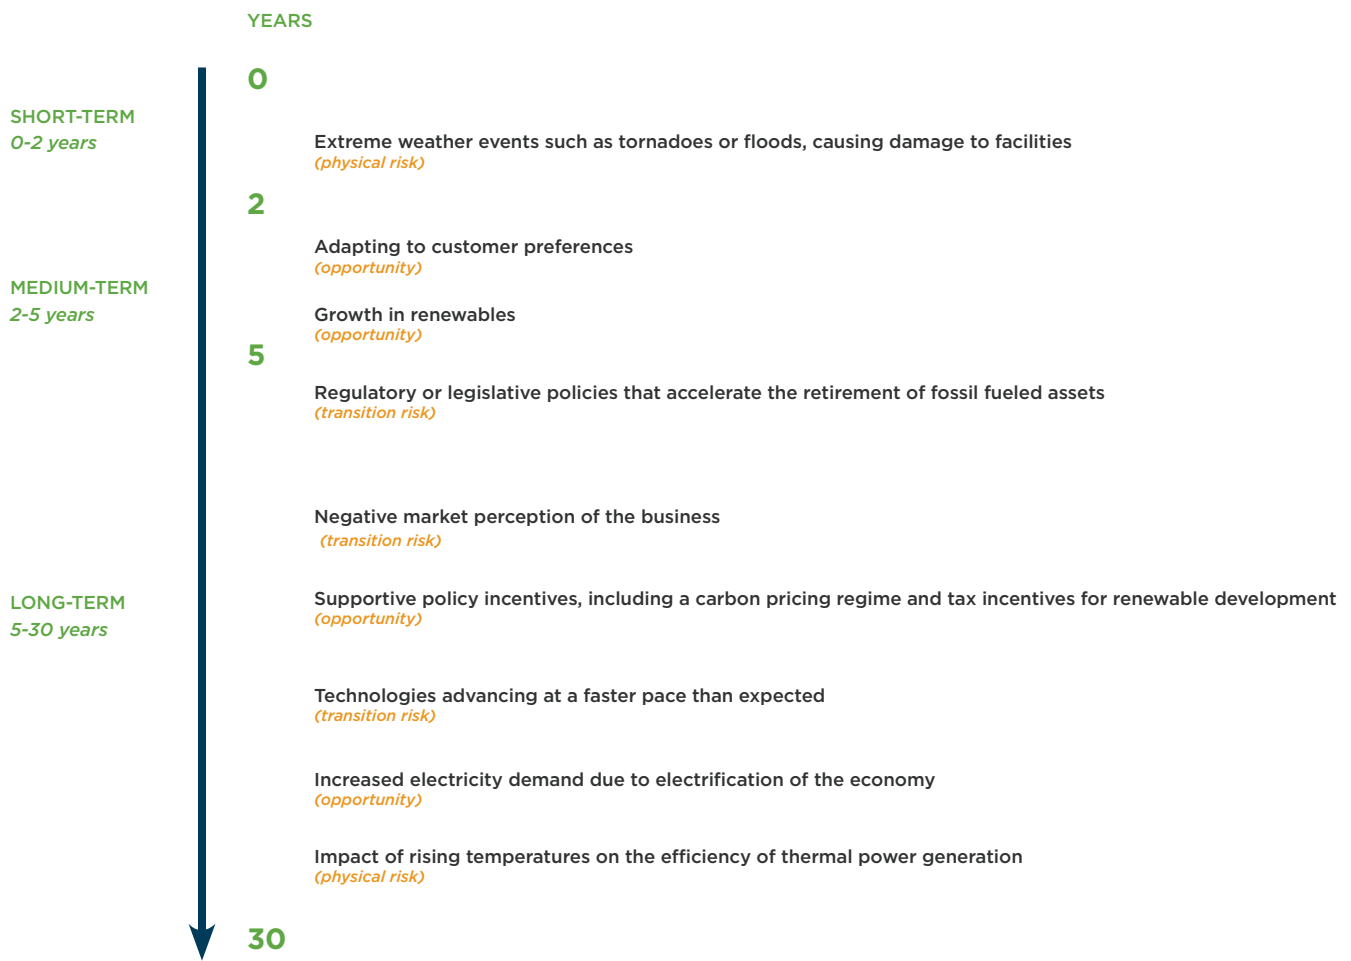 YEARS
0
SHORT-TERM
0-2 years
Extreme weather events such as tornadoes or floods, causing damage to facilities
(physical risk)
2
Adapting to customer preferences
(opportunity)
MEDIUM-TERM
2-5 years
Growth in renewables
(opportunity)
5
Regulatory or legislative policies that accelerate the retirement of fossil fueled assets
(transition risk)
Negative market perception of the business
(transition risk)
LONG-TERM
5-30 years
Supportive policy incentives, including a carbon pricing regime and tax incentives for renewable development
(opportunity)
Technologies advancing at a faster pace than expected
(transition risk)
Increased electricity demand due to electrification of the economy
(opportunity)
Impact of rising temperatures on the efficiency of thermal power generation
(physical risk)
30